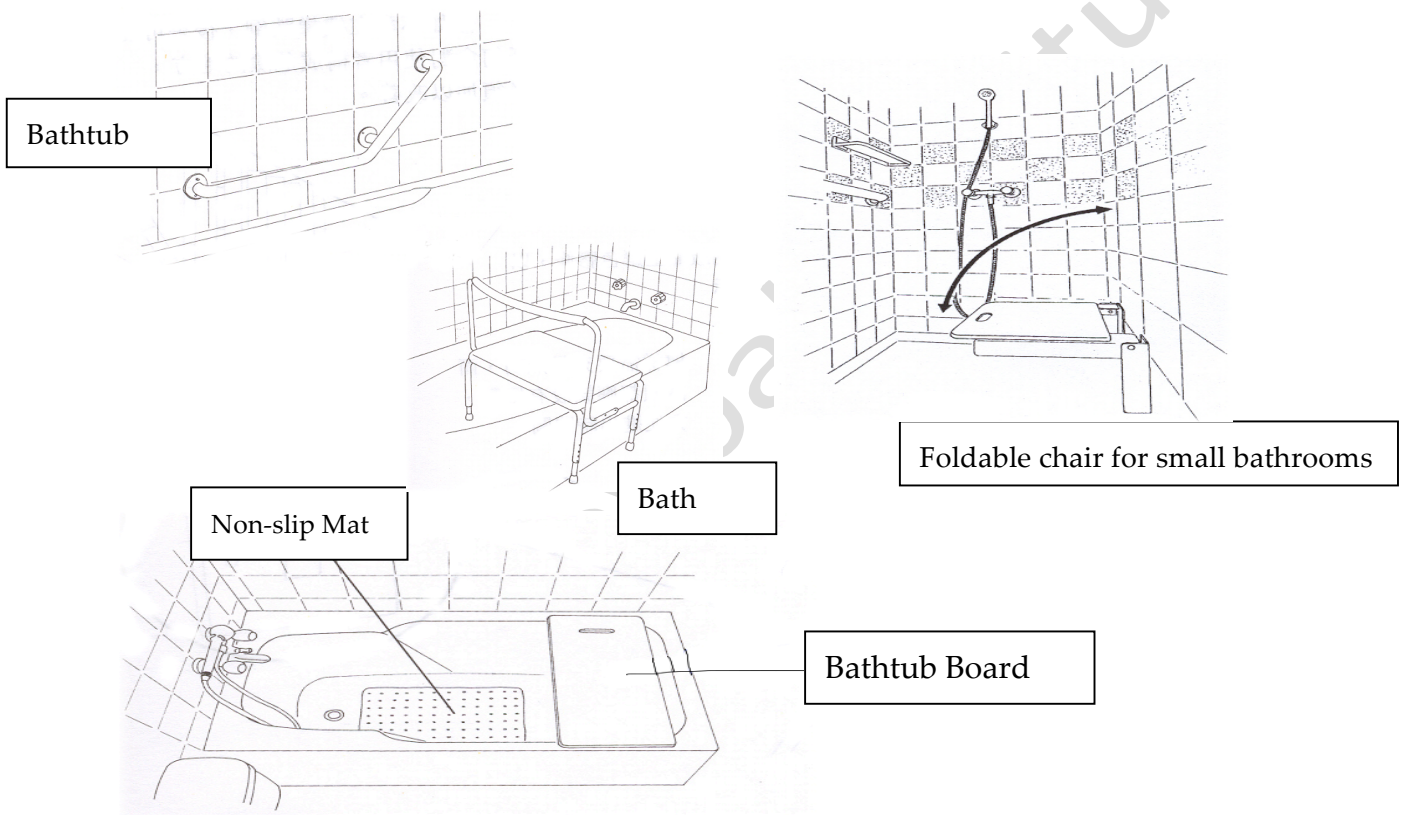 Bathtub
Foldable chair for small bathrooms
Bath
Non-slip Mat
Bathtub Board